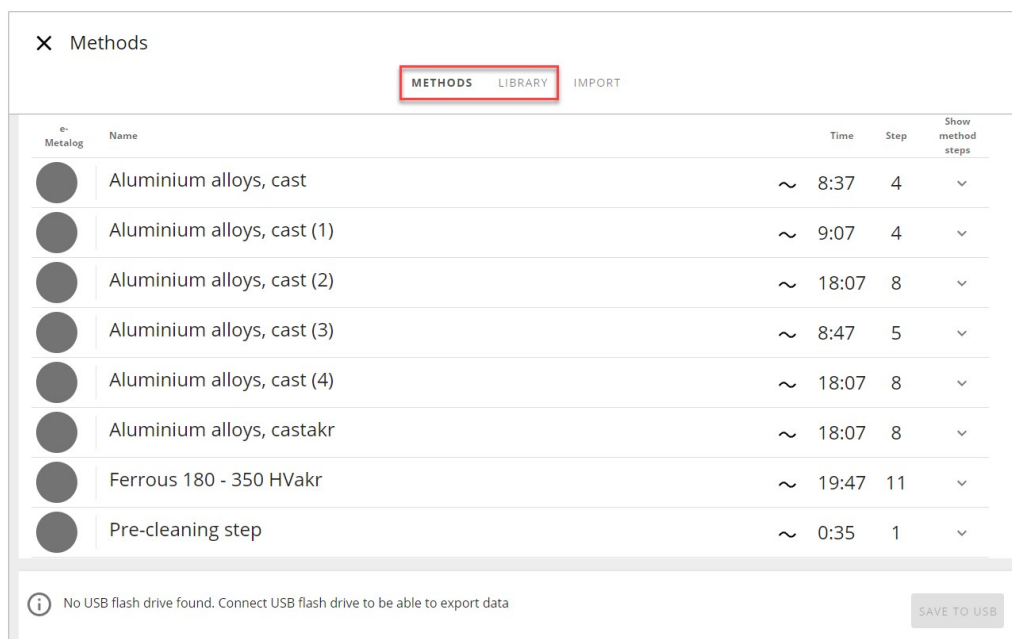 Methods
METHODS LIBRARY IMPORT
e-Metalog Name Time Step Show method steps
Aluminium alloys, cast ~ 8:37 4
Aluminium alloys, cast (1) ~ 9:07 4
Aluminium alloys, cast (2) ~ 18:07 8
Aluminium alloys, cast (3) ~ 8:47 5
Aluminium alloys, cast (4) ~ 18:07 8
Aluminium alloys, castakr ~ 18:07 8
Ferrous 180 - 350 HVakr ~ 19:47 11
Pre-cleaning step ~ 0:35 1
No USB flash drive found. Connect USB flash drive to be able to export data
SAVE TO USB